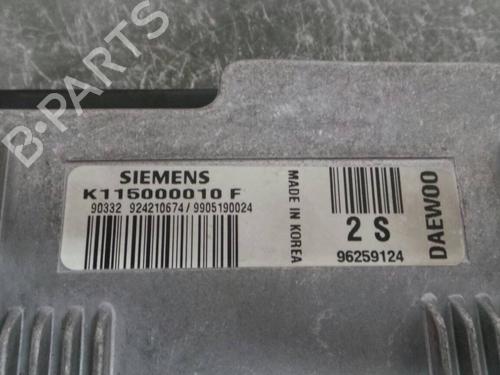 B-PARTS
SIEMENS
K115000010 F
90332 924210674/9905190024
MADE IN KOREA
2 S
96259124
DAEWOO